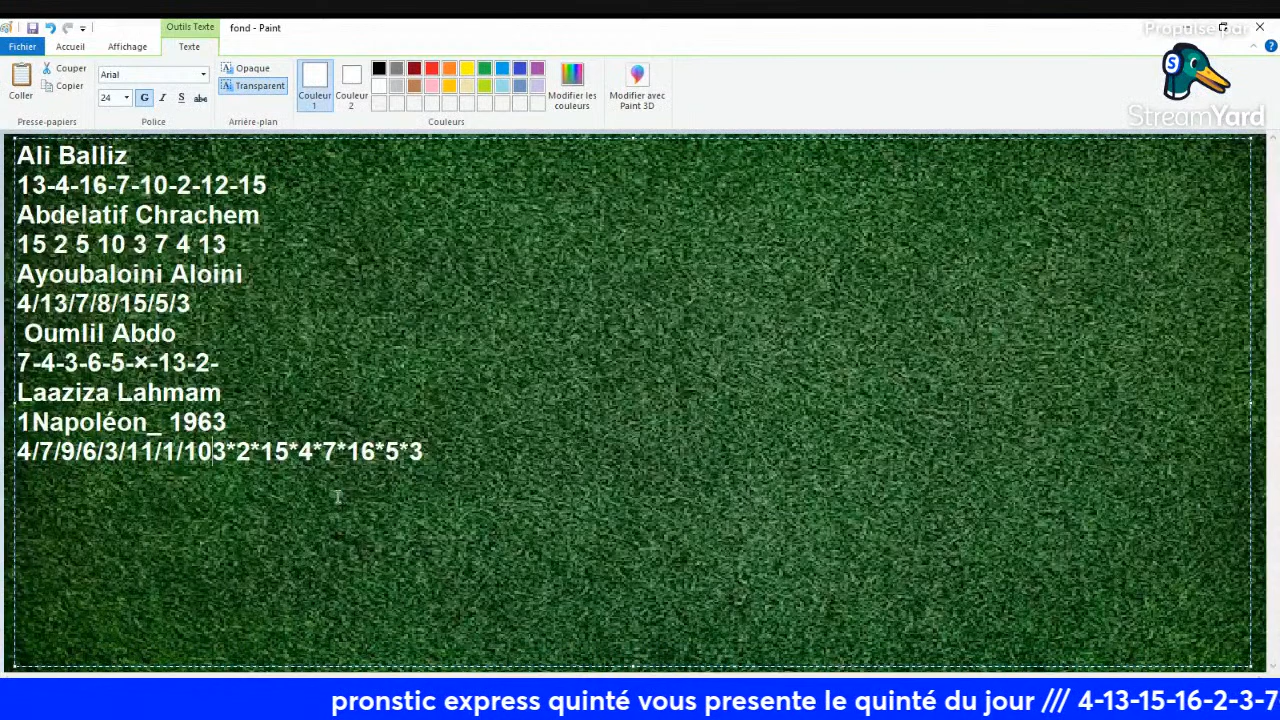 Outils Texte
fond - Paint
Propulsé par
Fichier
Accueil
Affichage
Texte
Coller
Couper
Copier
Presse-papiers
Arial
24
G I S abc
Police
Opaque
Transparent
Arrière-plan
Couleur 1
Couleur 2
Modifier les couleurs
Couleurs
Modifier avec Paint 3D
StreamYard
Ali Balliz
13-4-16-7-10-2-12-15
Abdelatif Chrachem
15 2 5 10 3 7 4 13
Ayoubaloini Aloini
4/13/7/8/15/5/3
Oumlil Abdo
7-4-3-6-5-×-13-2-
Laaziza Lahmam
1Napoléon_ 1963
4/7/9/6/3/11/1/103*2*15*4*7*16*5*3
pronstic express quinté vous presente le quinté du jour /// 4-13-15-16-2-3-7